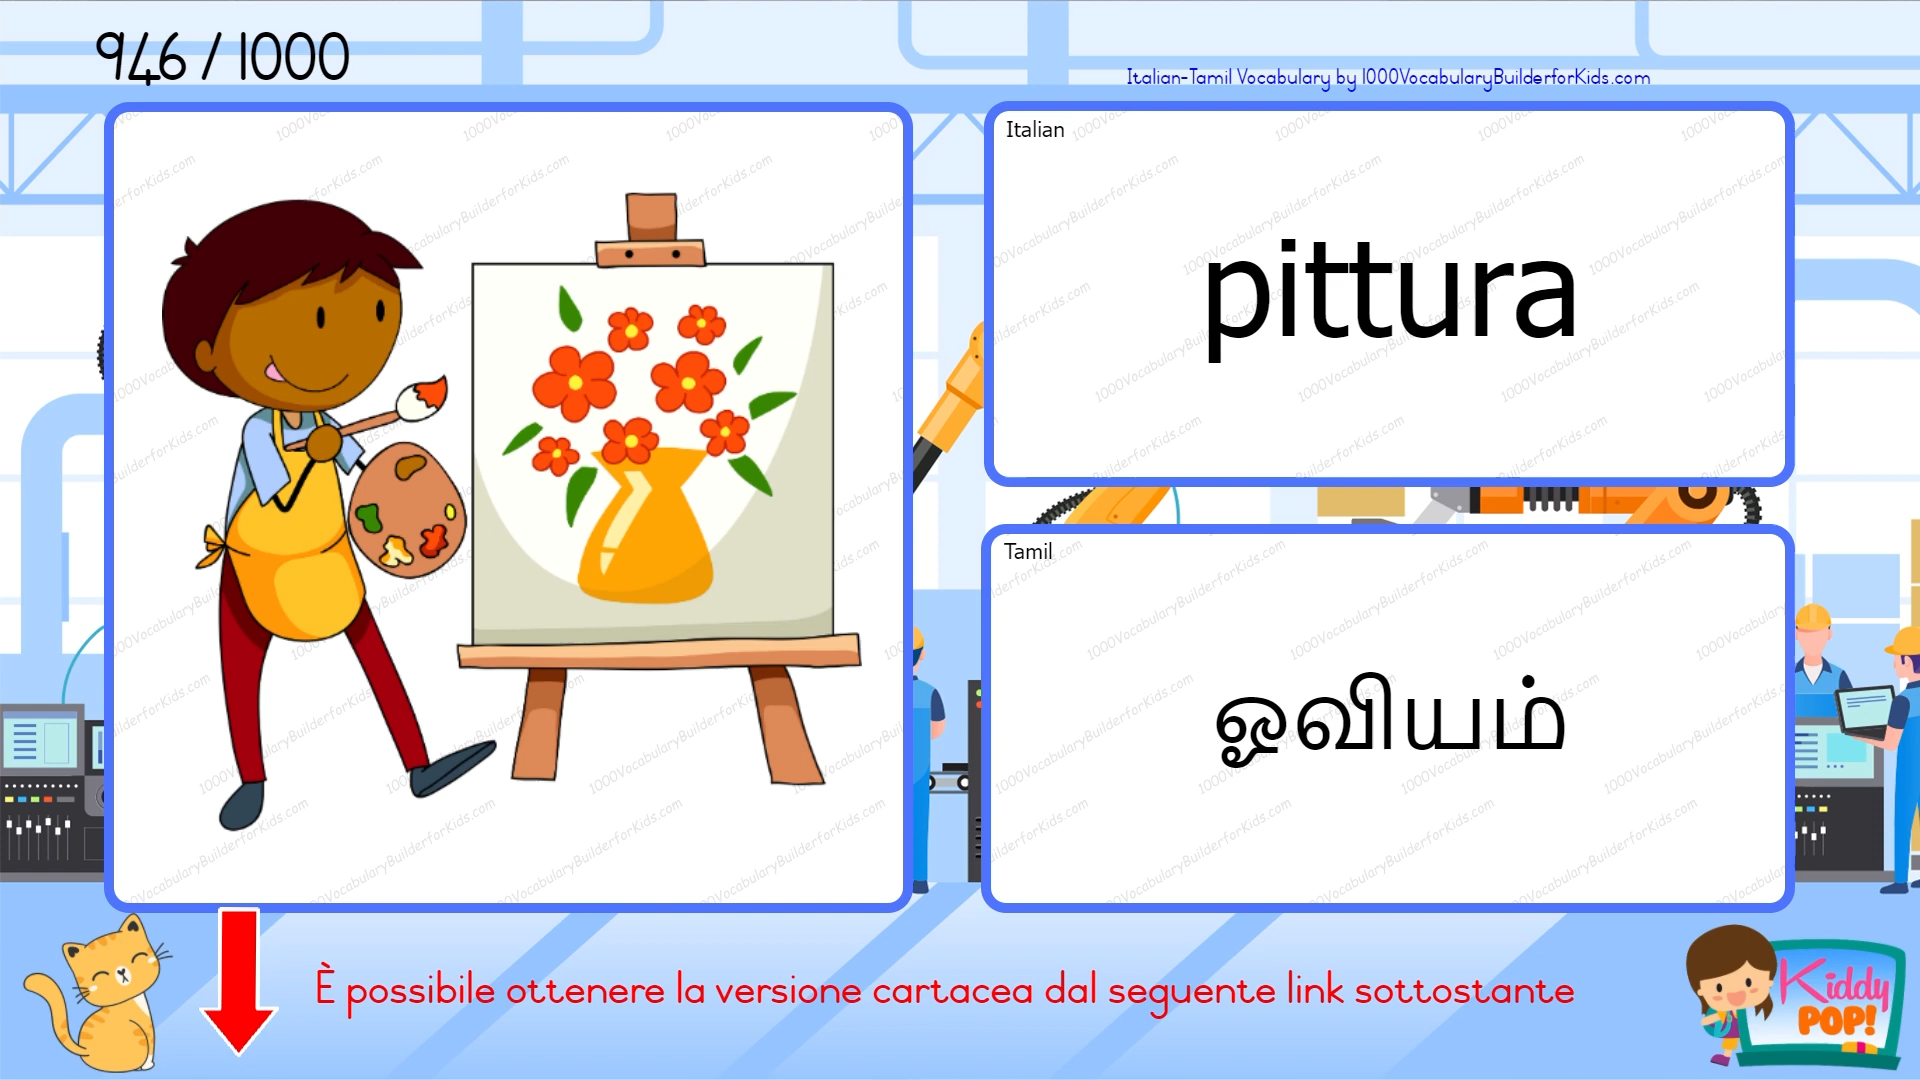 946 / 1000
Italian-Tamil Vocabulary by 1000VocabularyBuilderforKids.com
Italian
pittura
Tamil
ஓவியம்
È possibile ottenere la versione cartacea dal seguente link sottostante
Kiddy
POP!